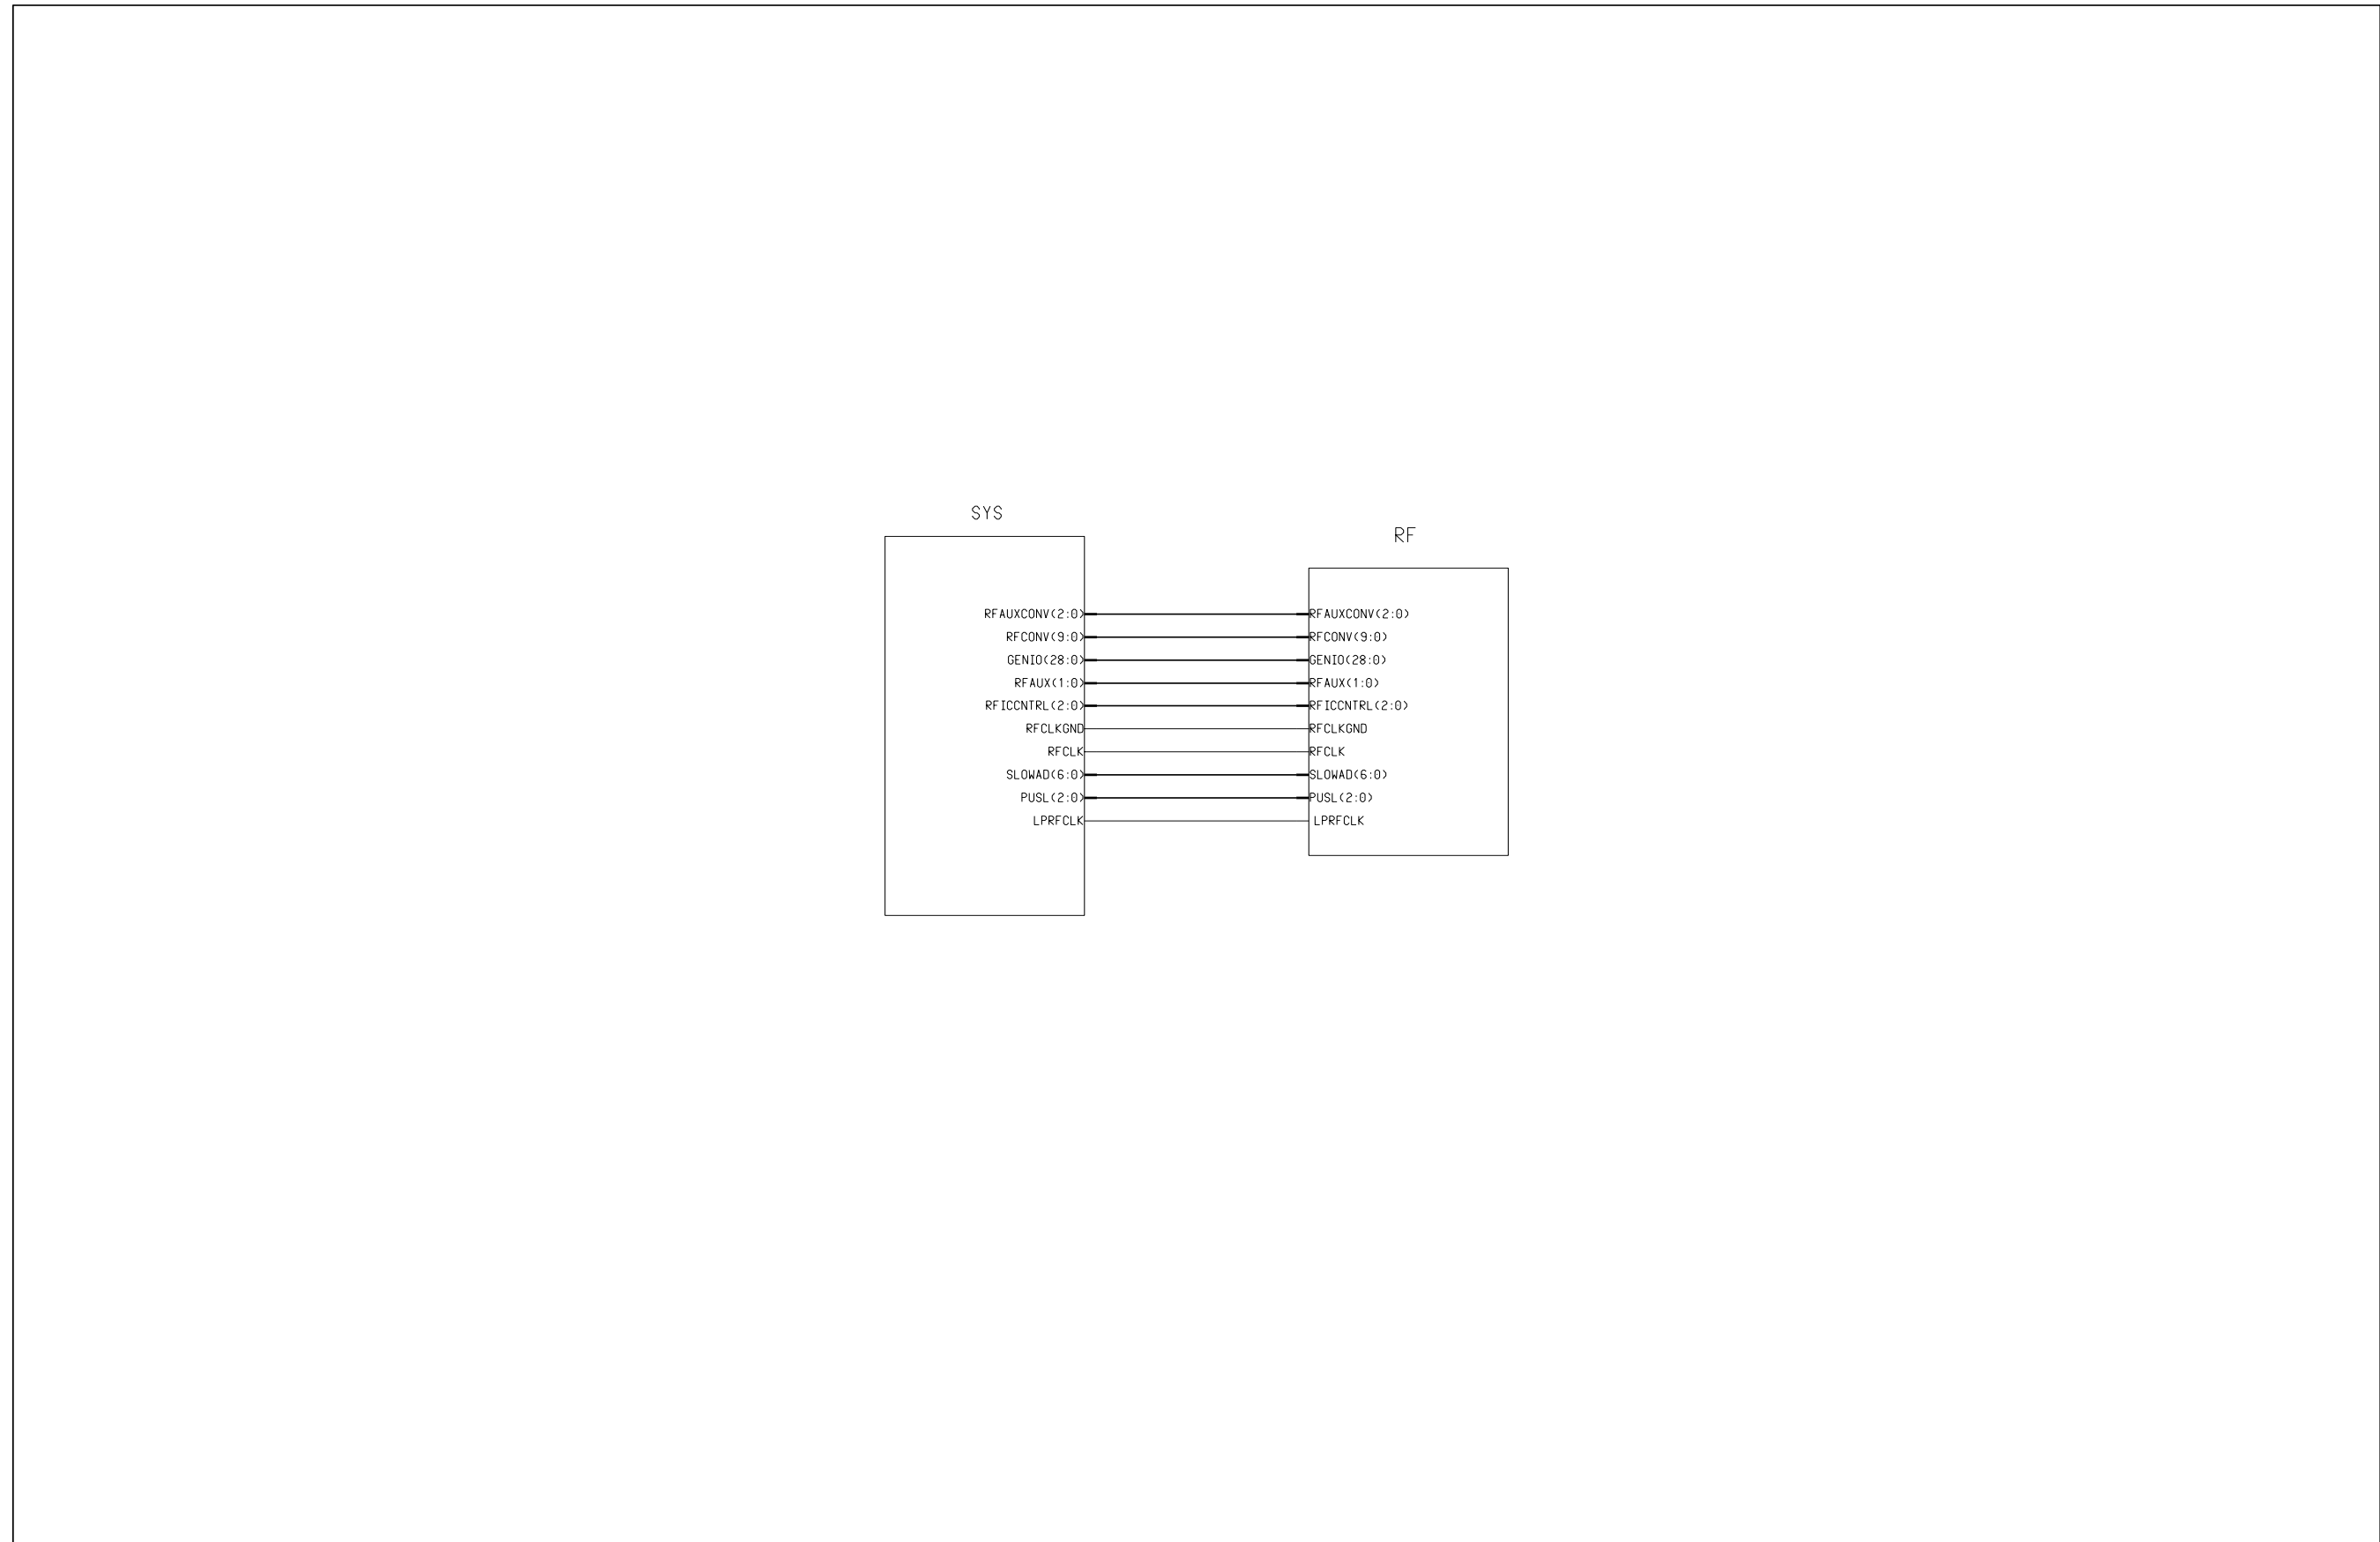 SYS
RF
RFAUXCONV(2:0) RFAUXCONV(2:0)
RFCONV(9:0) RFCONV(9:0)
GENIO(28:0) GENIO(28:0)
RFAUX(1:0) RFAUX(1:0)
RFICCNTRL(2:0) RFICCNTRL(2:0)
RFCLKGND RFCLKGND
RFCLK RFCLK
SLOWAD(6:0) SLOWAD(6:0)
PUSL(2:0) PUSL(2:0)
LPRFCLK LPRFCLK